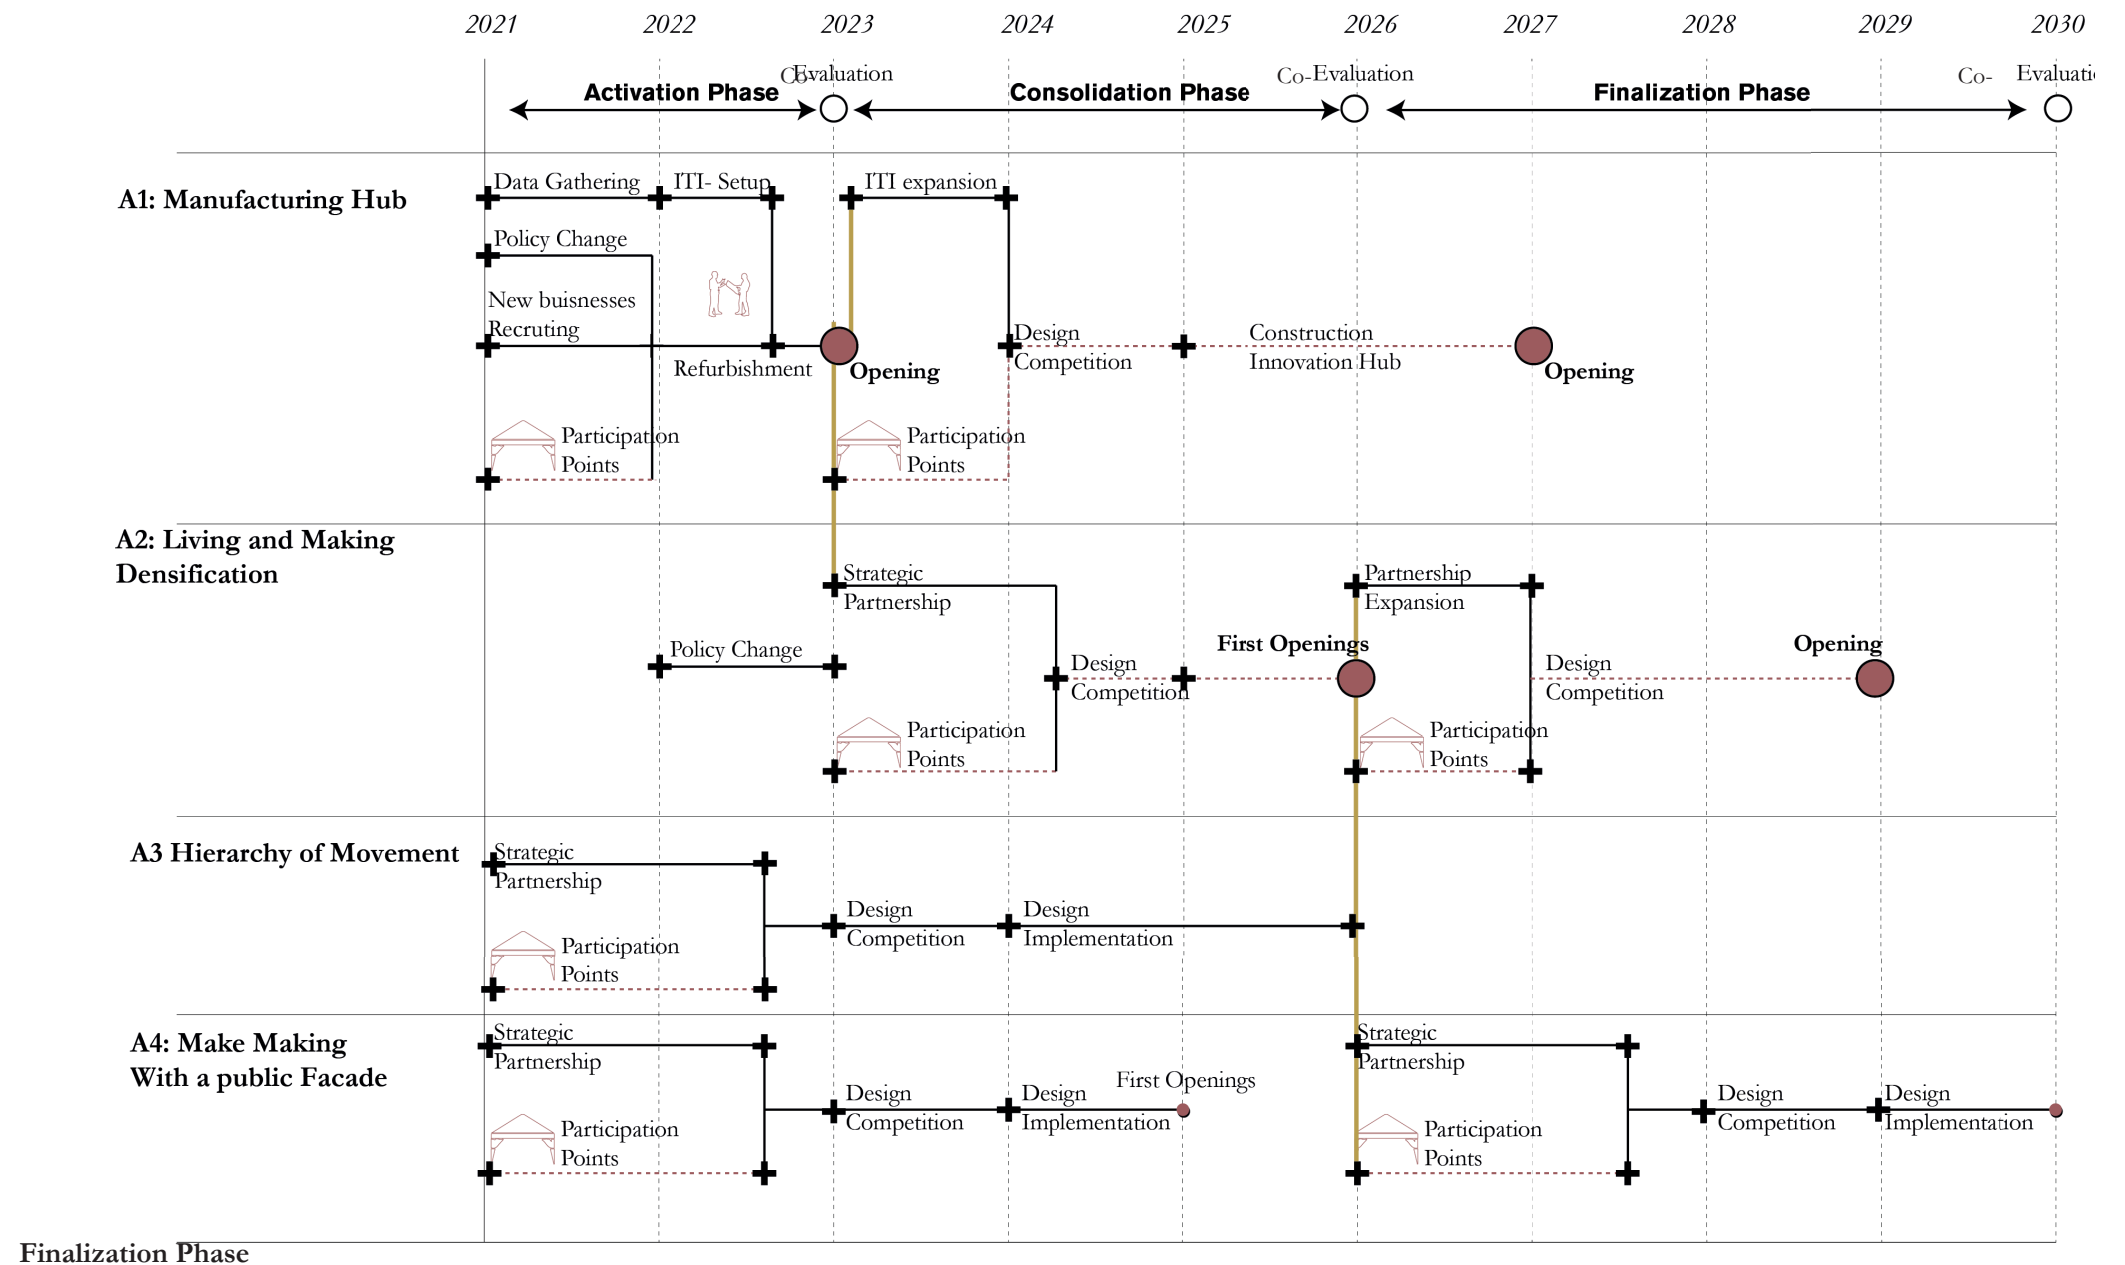 2021 2022 2023 2024 2025 2026 2027 2028 2029 2030
Co-Evaluation Co-Evaluation Co- Evaluati
Activation Phase Consolidation Phase Finalization Phase
A1: Manufacturing Hub
Data Gathering ITI- Setup ITI expansion
Policy Change
New buisnesses
Recruting
Refurbishment
Opening
Design
Competition
Construction
Innovation Hub
Opening
Participation
Points
Participation
Points
A2: Living and Making
Densification
Strategic
Partnership
Partnership
Expansion
Policy Change
First Openings
Opening
Design
Competition
Design
Competition
Participation
Points
Participation
Points
A3 Hierarchy of Movement
Strategic
Partnership
Design
Competition
Design
Implementation
Participation
Points
A4: Make Making
With a public Facade
Strategic
Partnership
Strategic
Partnership
First Openings
Design
Competition
Design
Implementation
Design
Competition
Design
Implementation
Participation
Points
Participation
Points
Finalization Phase